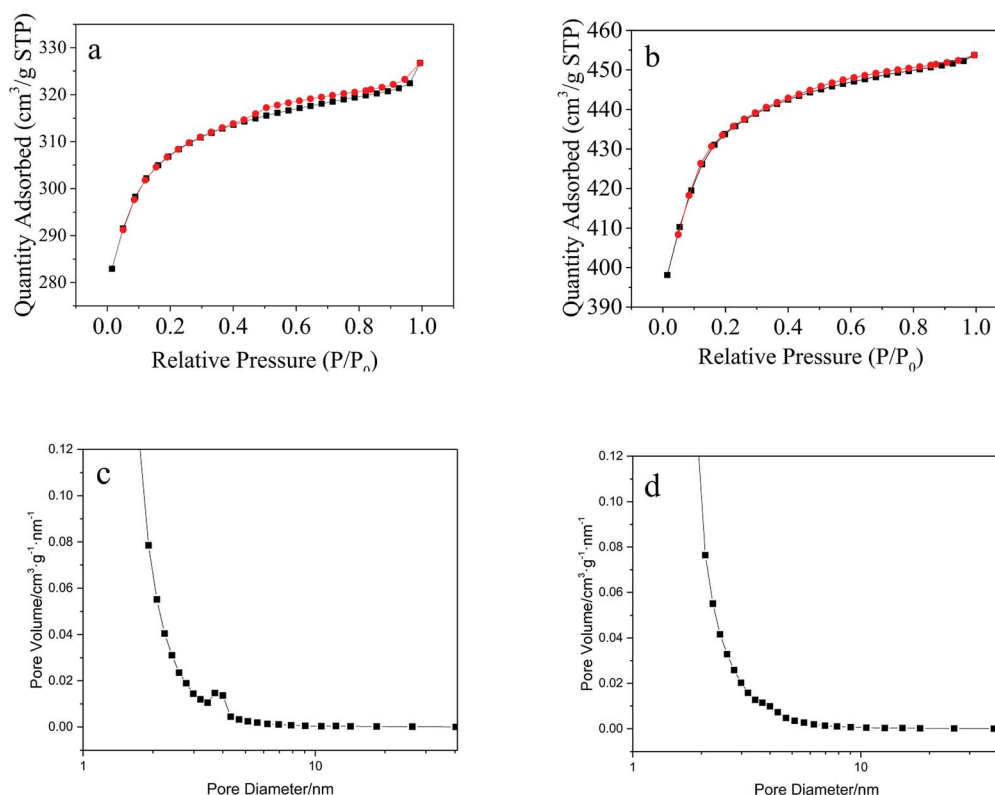 a
Quantity Adsorbed (cm³/g STP)
340
330
320
310
300
290
280
0.0 0.2 0.4 0.6 0.8 1.0
Relative Pressure (P/P₀)
b
Quantity Adsorbed (cm³/g STP)
460
450
440
430
420
410
400
390
0.0 0.2 0.4 0.6 0.8 1.0
Relative Pressure (P/P₀)
c
Pore Volume/cm³·g⁻¹·nm⁻¹
0.12
0.10
0.08
0.06
0.04
0.02
0.00
1 10
Pore Diameter/nm
d
Pore Volume/cm³·g⁻¹·nm⁻¹
0.12
0.10
0.08
0.06
0.04
0.02
0.00
1 10
Pore Diameter/nm